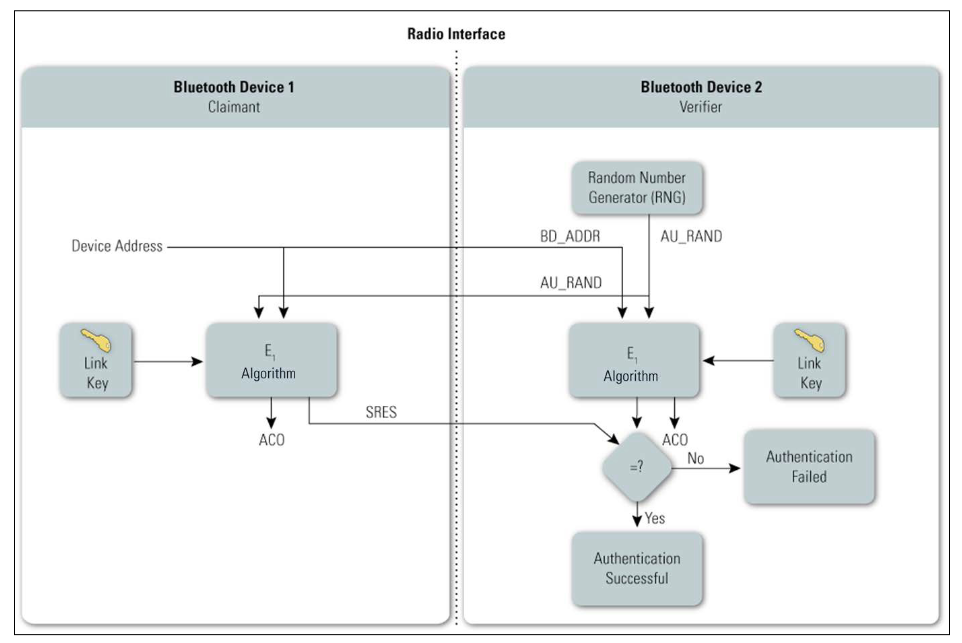 Radio Interface
Bluetooth Device 1
Claimant
Bluetooth Device 2
Verifier
Random Number
Generator (RNG)
Device Address
BD_ADDR
AU_RAND
AU_RAND
Link
Key
E1
Algorithm
E1
Algorithm
Link
Key
SRES
ACO
ACO
=?
No
Authentication
Failed
Yes
Authentication
Successful